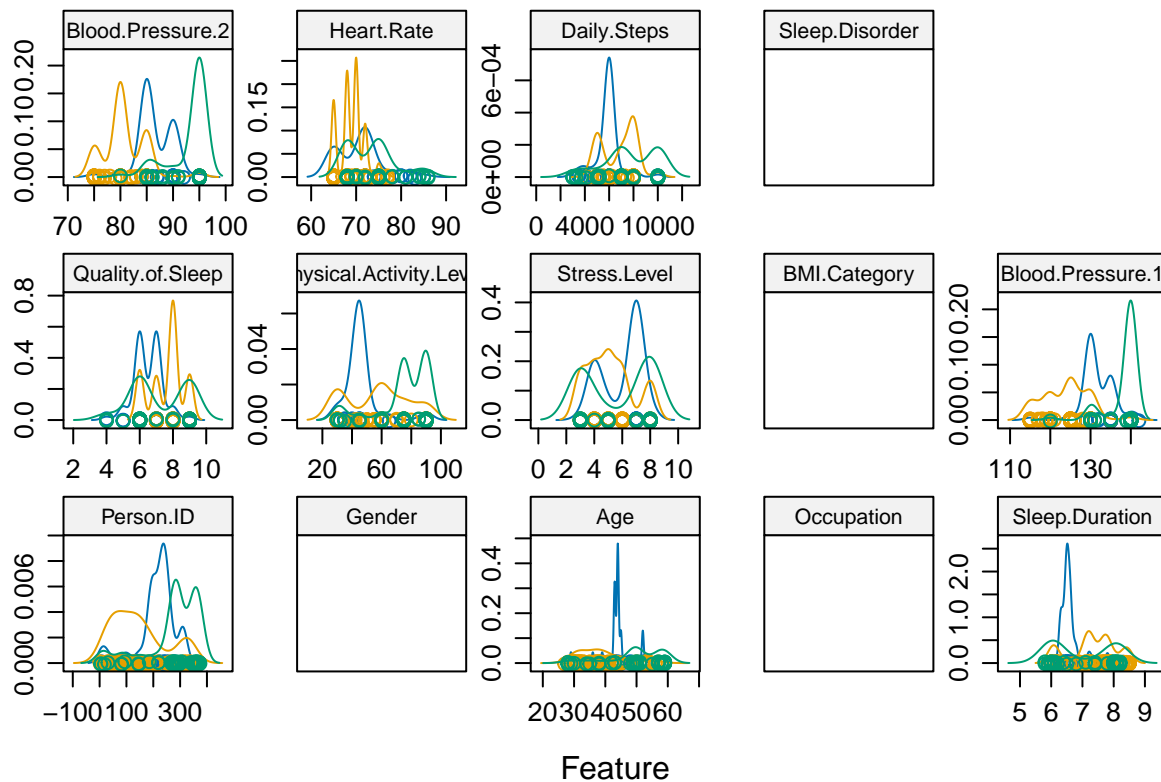 Blood.Pressure.2
Heart.Rate
Daily.Steps
Sleep.Disorder
0.00 0.10 0.20
0.00 0.15
0e+00 6e−04
70 80 90 100
60 70 80 90
0 4000 10000
Quality.of.Sleep
hysical.Activity.Lev
Stress.Level
BMI.Category
Blood.Pressure.1
0.0 0.4 0.8
0.00 0.04
0.0 0.2 0.4
0.00 0.10 0.20
2 4 6 8 10
20 60 100
0 2 4 6 8 10
110 130
Person.ID
Gender
Age
Occupation
Sleep.Duration
0.000 0.006
0.0 0.2 0.4
0.0 1.0 2.0
−100 100 300
20 30 40 50 60
5 6 7 8 9
Feature